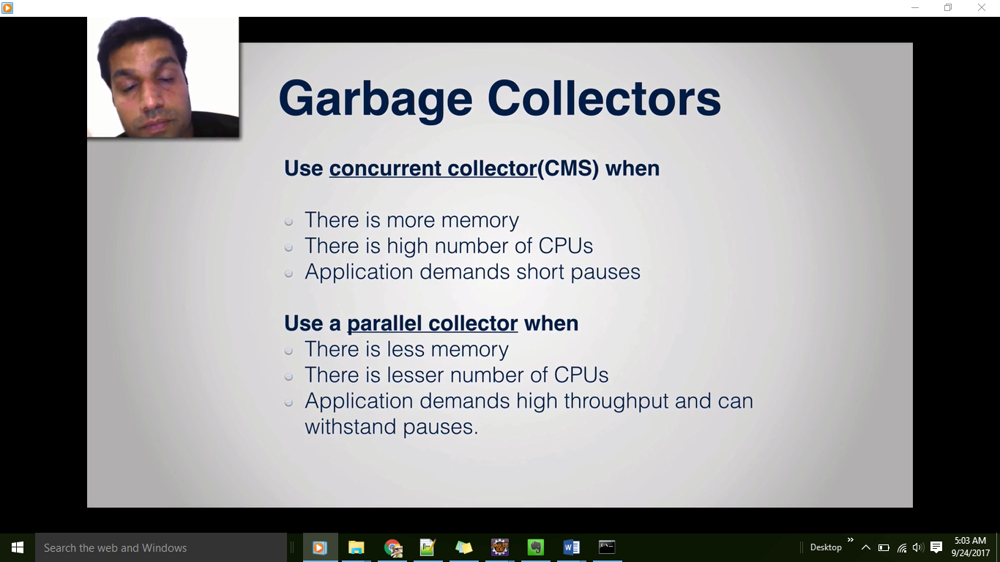 Garbage Collectors
Use concurrent collector(CMS) when
There is more memory
There is high number of CPUs
Application demands short pauses
Use a parallel collector when
There is less memory
There is lesser number of CPUs
Application demands high throughput and can
withstand pauses.
Search the web and Windows
Desktop
5:03 AM
9/24/2017